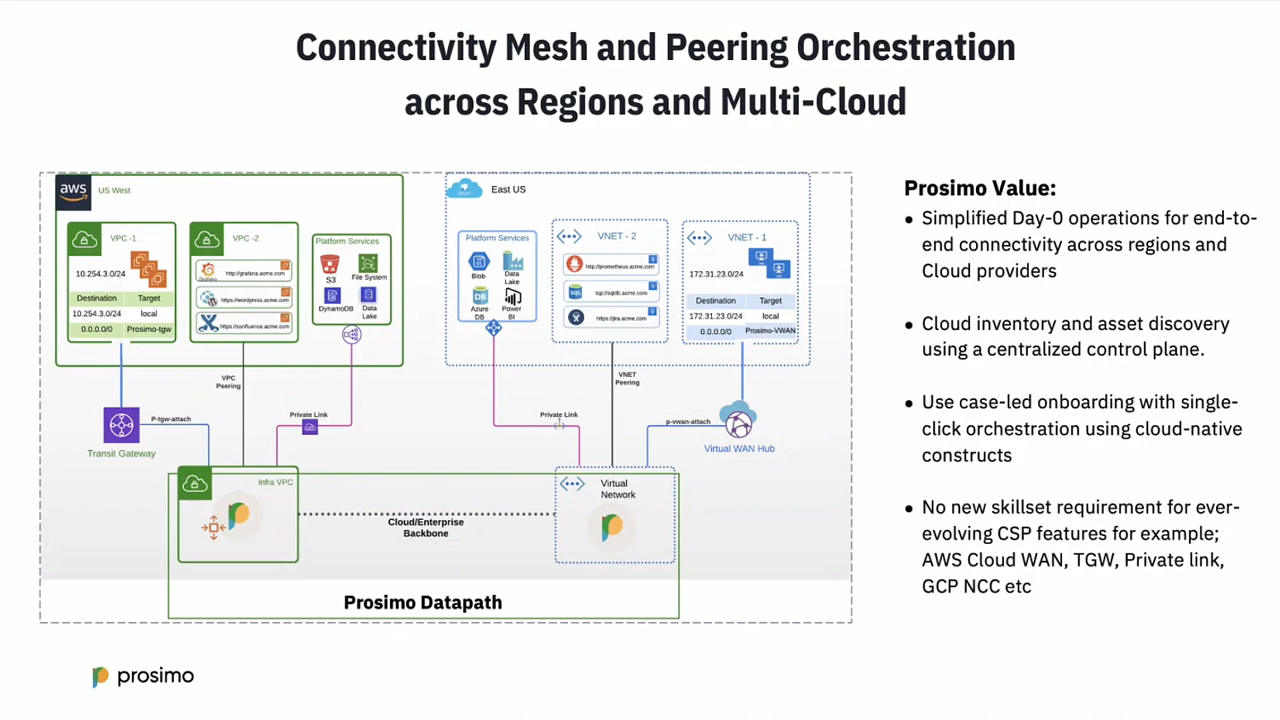 Connectivity Mesh and Peering Orchestration
across Regions and Multi-Cloud
aws
US West
VPC -1
10.254.3.0/24
Destination Target
10.254.3.0/24 local
0.0.0.0/0 Prosimo-tgw
VPC -2
Grafana
http://grafana.acme.com
https://wordpress.acme.com
https://confluence.acme.com
Platform Services
S3
File System
DynamoDB
Data
Lake
East US
Platform Services
Blob
Data
Lake
Azure
DB
Power
BI
VNET - 2
http://prometheus.acme.com
SQL
https://jira.acme.com
VNET - 1
172.31.23.0/24
Destination Target
172.31.23.0/24 local
0.0.0.0/0 Prosimo-VWAN
VPC
Peering
VNET
Peering
P-tgw-attach
Private Link
Private Link
p-vwan-attach
Transit Gateway
Virtual WAN Hub
Infra VPC
Virtual
Network
Cloud/Enterprise
Backbone
Prosimo Datapath
Prosimo Value:
• Simplified Day-0 operations for end-to-
end connectivity across regions and
Cloud providers
• Cloud inventory and asset discovery
using a centralized control plane.
• Use case-led onboarding with single-
click orchestration using cloud-native
constructs
• No new skillset requirement for ever-
evolving CSP features for example;
AWS Cloud WAN, TGW, Private link,
GCP NCC etc
prosimo